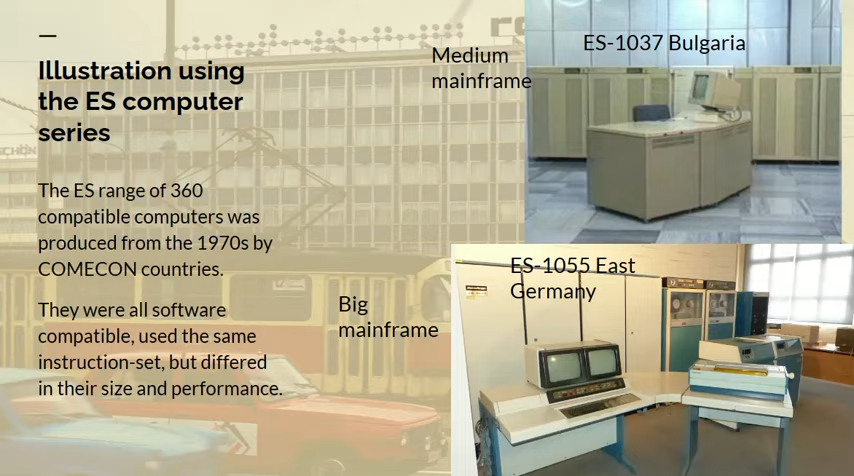 Illustration using
the ES computer
series
The ES range of 360
compatible computers was
produced from the 1970s by
COMECON countries.
They were all software
compatible, used the same
instruction-set, but differed
in their size and performance.
Medium
mainframe
ES-1037 Bulgaria
ES-1055 East
Germany
Big
mainframe